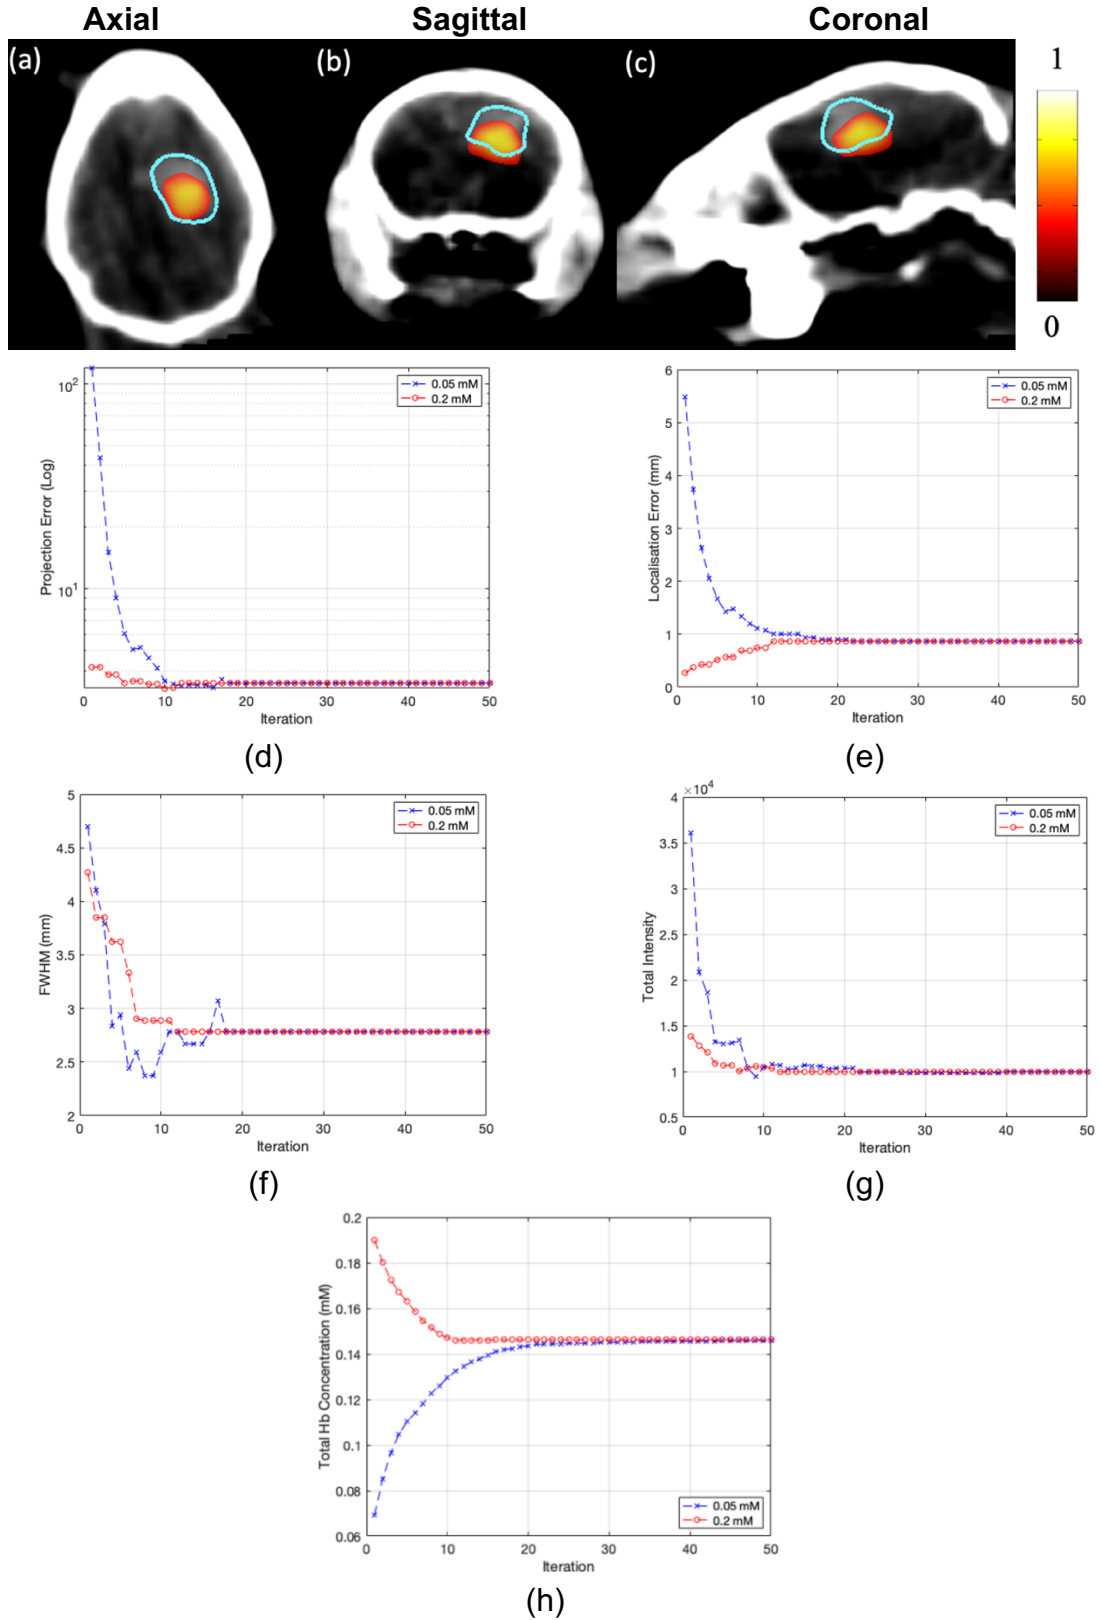 Axial Sagittal Coronal
(a) (b) (c) 1
0
10²
10¹
0 10 20 30 40 50
Projection Error (Log)
Iteration
0.05 mM
0.2 mM
(d)
6
5
4
3
2
1
0
0 10 20 30 40 50
Localisation Error (mm)
Iteration
0.05 mM
0.2 mM
(e)
5
4.5
4
3.5
3
2.5
2
0 10 20 30 40 50
FWHM (mm)
Iteration
0.05 mM
0.2 mM
(f)
×10⁴
4
3.5
3
2.5
2
1.5
1
0.5
0 10 20 30 40 50
Total Intensity
Iteration
0.05 mM
0.2 mM
(g)
0.2
0.18
0.16
0.14
0.12
0.1
0.08
0.06
0 10 20 30 40 50
Total Hb Concentration (mM)
Iteration
0.05 mM
0.2 mM
(h)